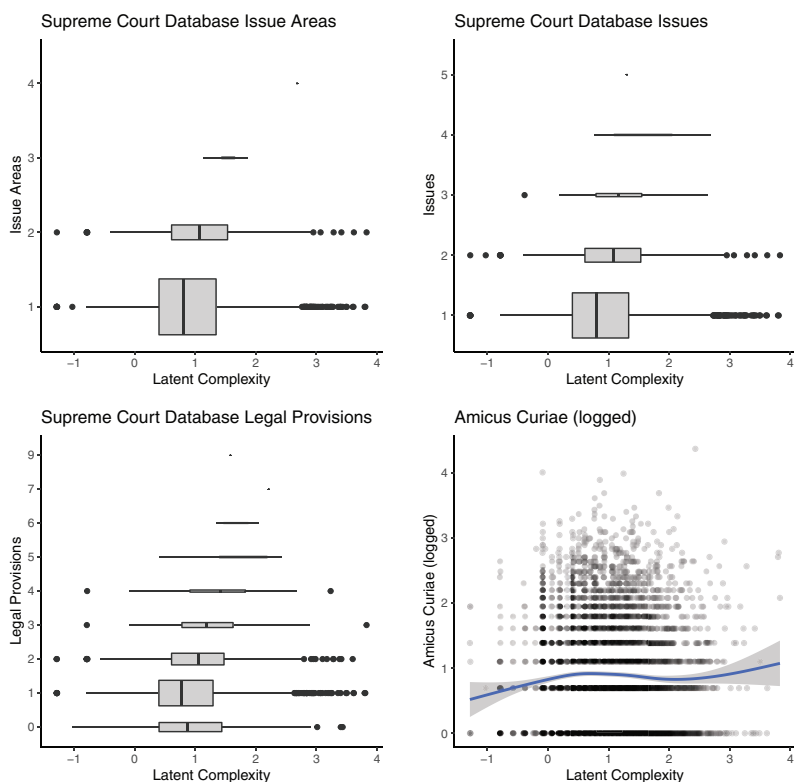 Supreme Court Database Issue Areas
Issue Areas
4
3
2
1
−1 0 1 2 3 4
Latent Complexity
Supreme Court Database Issues
Issues
5
4
3
2
1
−1 0 1 2 3 4
Latent Complexity
Supreme Court Database Legal Provisions
Legal Provisions
9
7
6
5
4
3
2
1
0
−1 0 1 2 3 4
Latent Complexity
Amicus Curiae (logged)
Amicus Curiae (logged)
4
3
2
1
0
−1 0 1 2 3 4
Latent Complexity